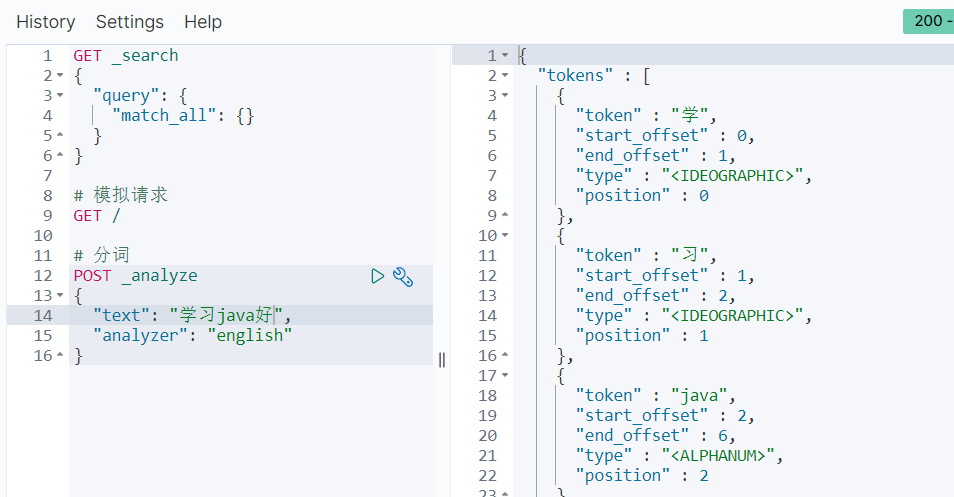 History Settings Help
200 -
1 GET _search
2 {
3 "query": {
4 "match_all": {}
5 }
6 }
7
8 # 模拟请求
9 GET /
10
11 # 分词
12 POST _analyze
13 {
14 "text": "学习java好",
15 "analyzer": "english"
16 }
1 {
2 "tokens" : [
3 {
4 "token" : "学",
5 "start_offset" : 0,
6 "end_offset" : 1,
7 "type" : "<IDEOGRAPHIC>",
8 "position" : 0
9 },
10 {
11 "token" : "习",
12 "start_offset" : 1,
13 "end_offset" : 2,
14 "type" : "<IDEOGRAPHIC>",
15 "position" : 1
16 },
17 {
18 "token" : "java",
19 "start_offset" : 2,
20 "end_offset" : 6,
21 "type" : "<ALPHANUM>",
22 "position" : 2
23 }